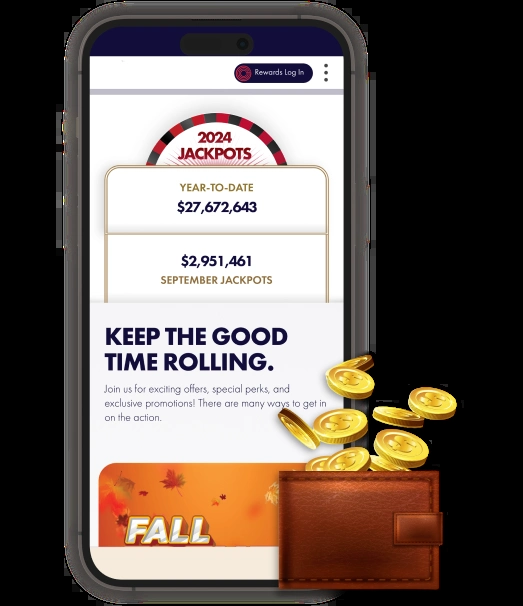 Rewards Log In
2024
JACKPOTS
YEAR-TO-DATE
$27,672,643
$2,951,461
SEPTEMBER JACKPOTS
KEEP THE GOOD
TIME ROLLING.
Join us for exciting offers, special perks, and
exclusive promotions! There are many ways to get in
on the action.
FALL